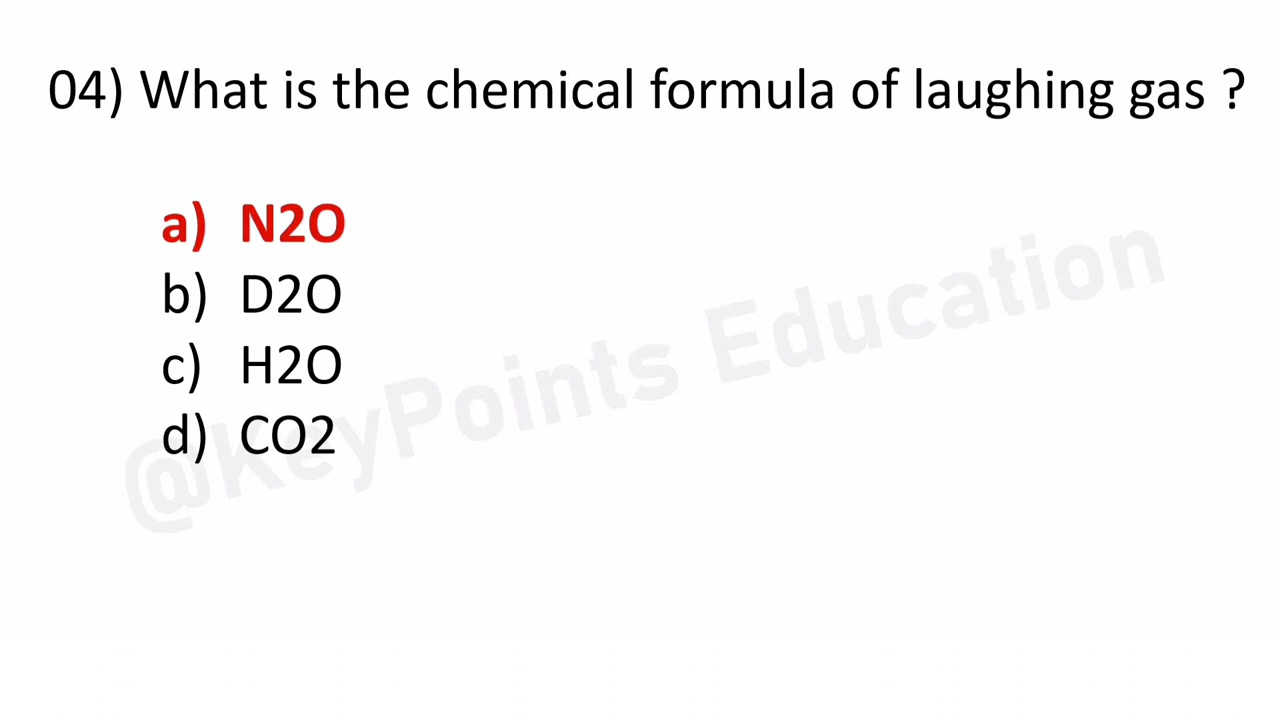 04) What is the chemical formula of laughing gas ?
a) N2O
b) D2O
c) H2O
d) CO2
@KeyPoints Education